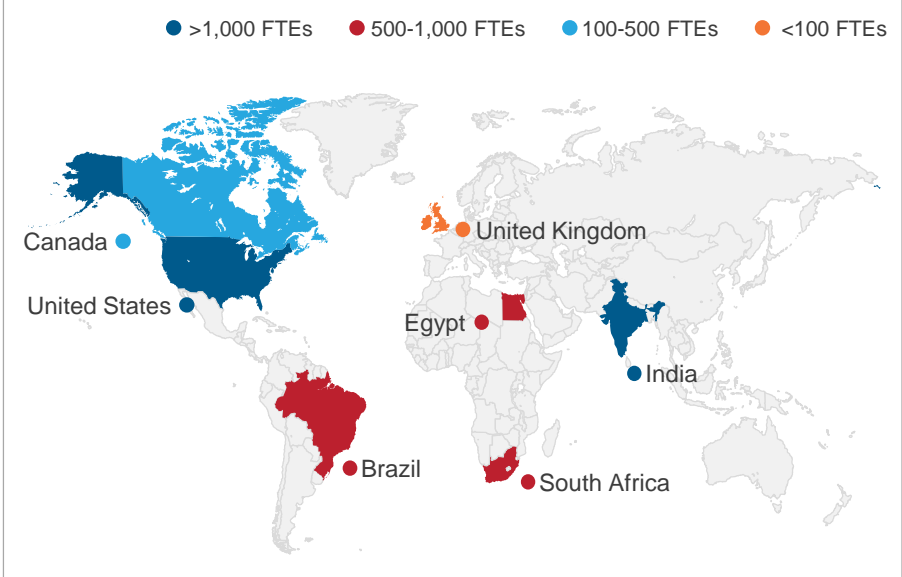 >1,000 FTEs 500-1,000 FTEs 100-500 FTEs <100 FTEs
United Kingdom
Canada
United States
Egypt
India
Brazil
South Africa